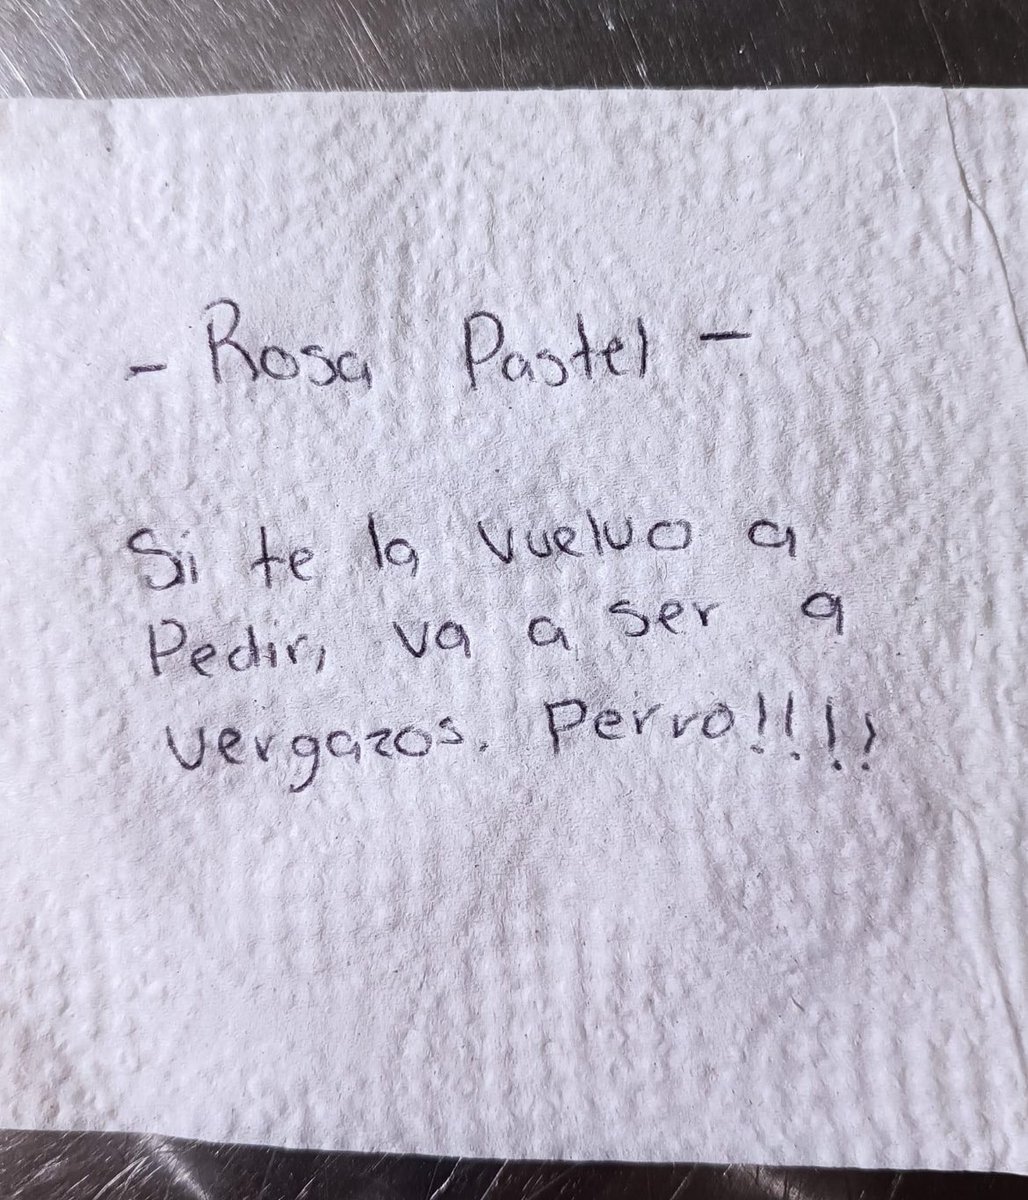 - Rosa Pastel -
Si te la vuelvo a
Pedir, va a ser a
vergazos. Perro!!!!